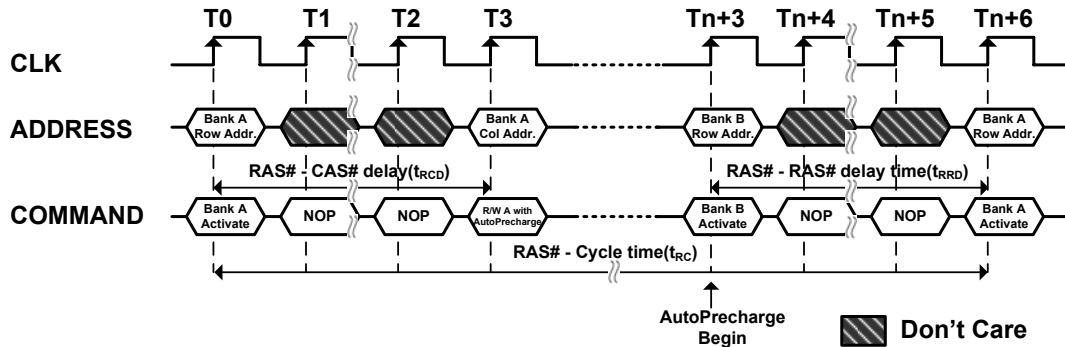 T0 T1 T2 T3 Tn+3 Tn+4 Tn+5 Tn+6
CLK
ADDRESS
Bank A
Row Addr.
Bank A
Col Addr.
Bank B
Row Addr.
Bank A
Row Addr.
RAS# - CAS# delay(tRCD)
RAS# - RAS# delay time(tRRD)
COMMAND
Bank A
Activate
NOP
NOP
R/W A with
AutoPrecharge
Bank B
Activate
NOP
NOP
Bank A
Activate
RAS# - Cycle time(tRC)
AutoPrecharge
Begin
Don't Care